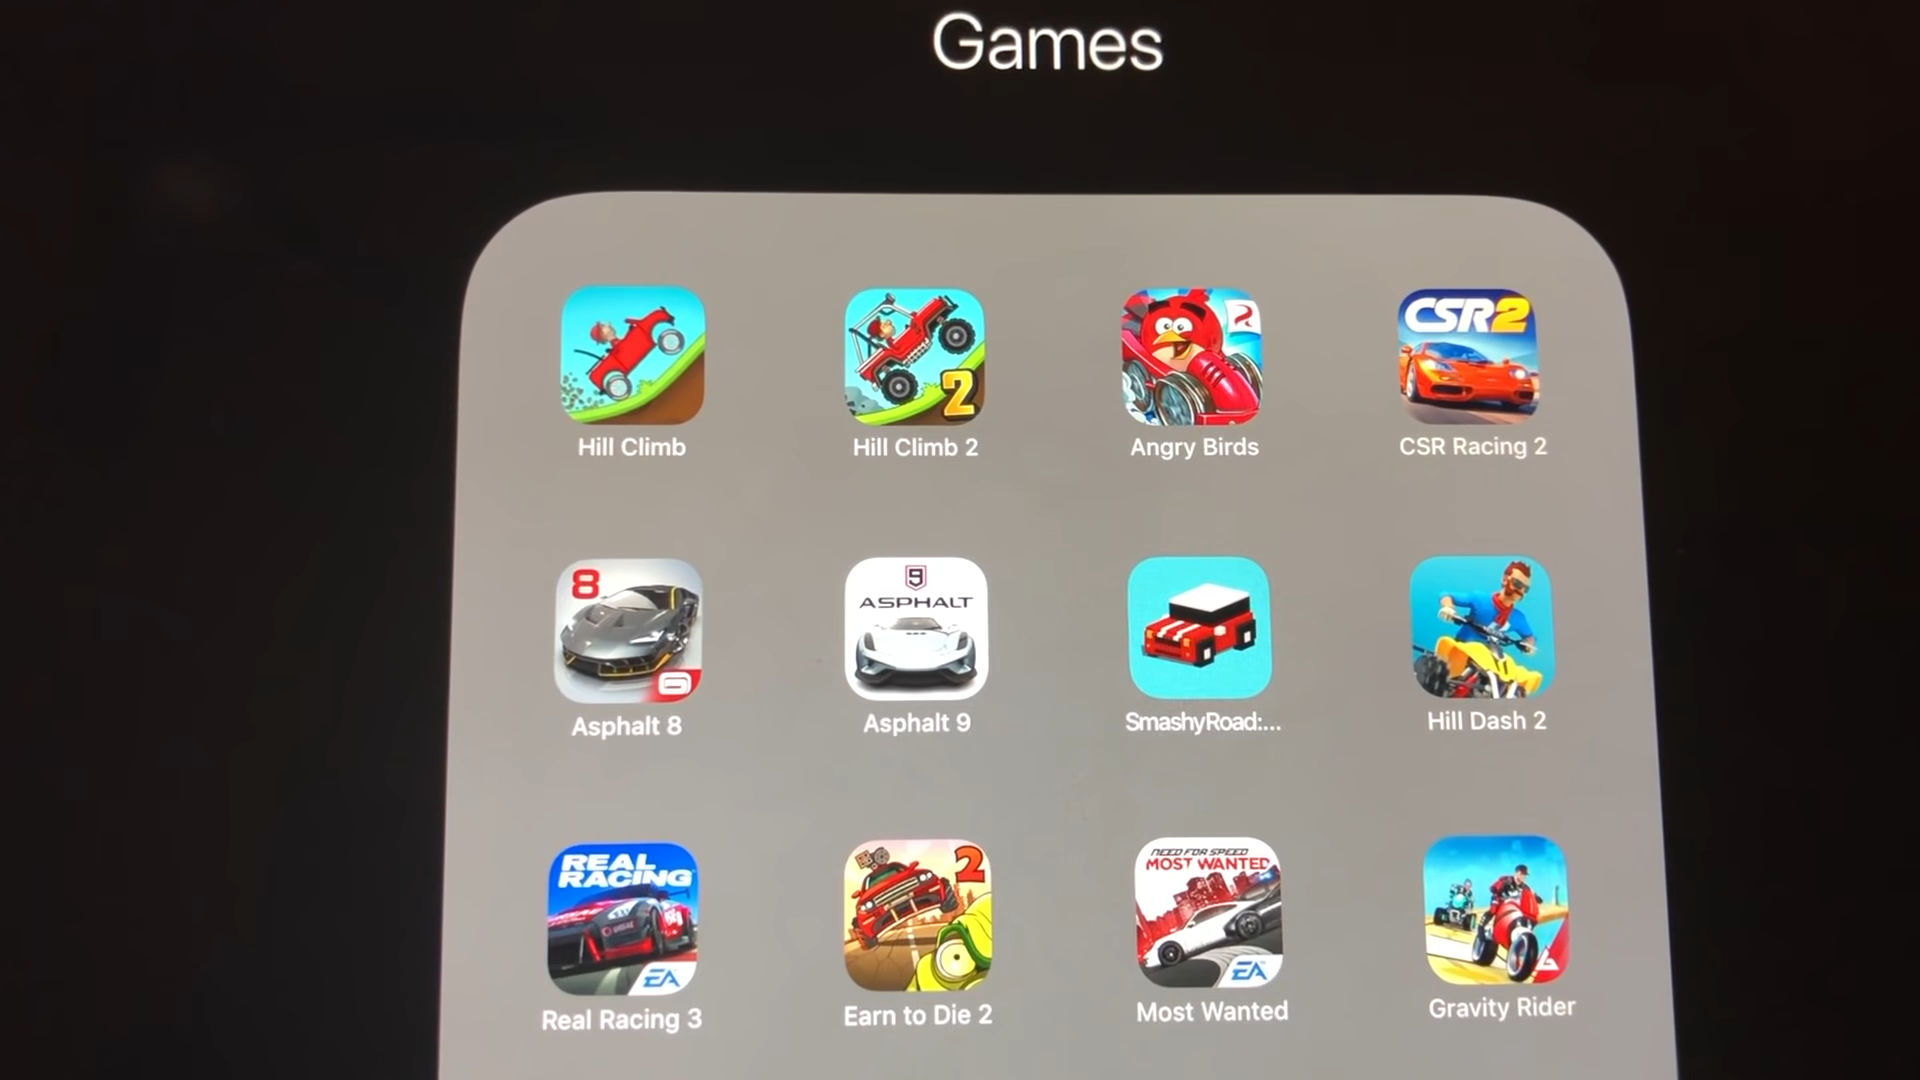 Games
CSR2
Hill Climb
2
Hill Climb 2
Angry Birds
CSR Racing 2
8
Asphalt 8
9
ASPHALT
Asphalt 9
SmashyRoad:...
Hill Dash 2
REAL
RACING
EA
Real Racing 3
2
Earn to Die 2
NEED FOR SPEED
MOST WANTED
EA
Most Wanted
Gravity Rider